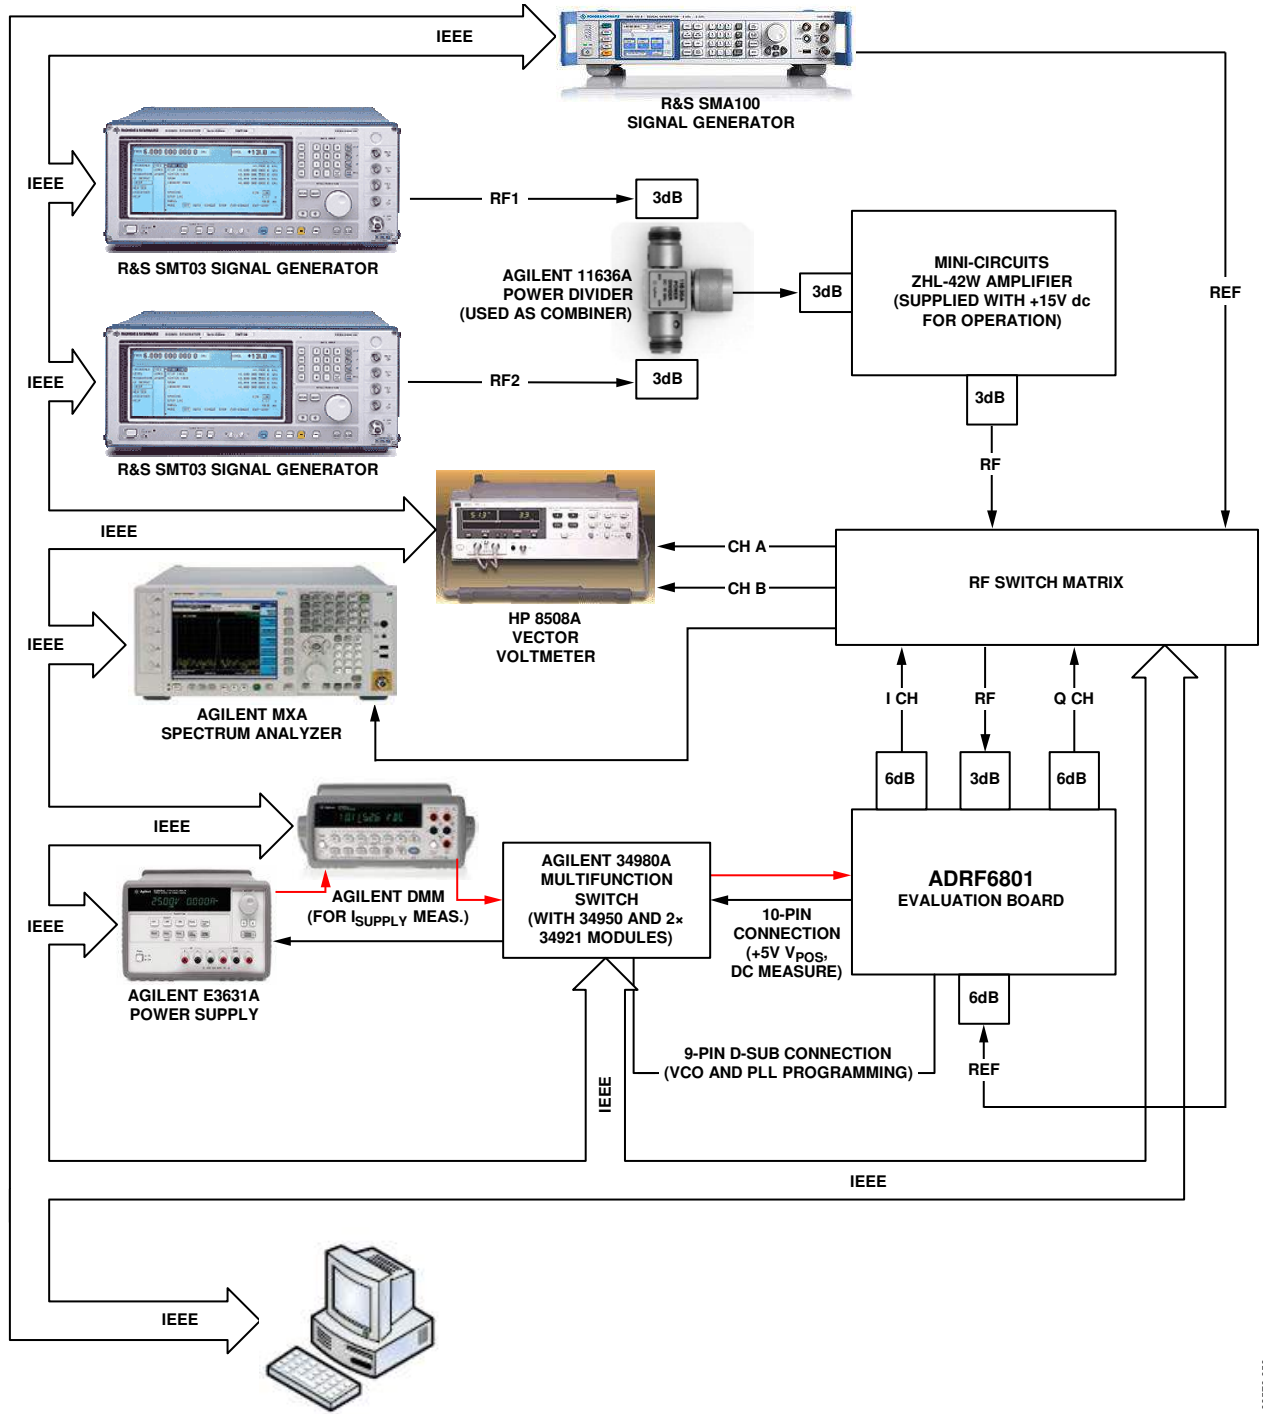 IEEE
R&S SMA100
SIGNAL GENERATOR
IEEE
R&S SMT03 SIGNAL GENERATOR
RF1
3dB
AGILENT 11636A
POWER DIVIDER
(USED AS COMBINER)
3dB
MINI-CIRCUITS
ZHL-42W AMPLIFIER
(SUPPLIED WITH +15V dc
FOR OPERATION)
REF
IEEE
R&S SMT03 SIGNAL GENERATOR
RF2
3dB
3dB
RF
IEEE
HP 8508A
VECTOR
VOLTMETER
CH A
CH B
RF SWITCH MATRIX
IEEE
AGILENT MXA
SPECTRUM ANALYZER
I CH
RF
Q CH
6dB
3dB
6dB
IEEE
AGILENT DMM
(FOR ISUPPLY MEAS.)
AGILENT 34980A
MULTIFUNCTION
SWITCH
(WITH 34950 AND 2×
34921 MODULES)
10-PIN
CONNECTION
(+5V VPOS,
DC MEASURE)
ADRF6801
EVALUATION BOARD
IEEE
AGILENT E3631A
POWER SUPPLY
6dB
9-PIN D-SUB CONNECTION
(VCO AND PLL PROGRAMMING)
REF
IEEE
IEEE
IEEE